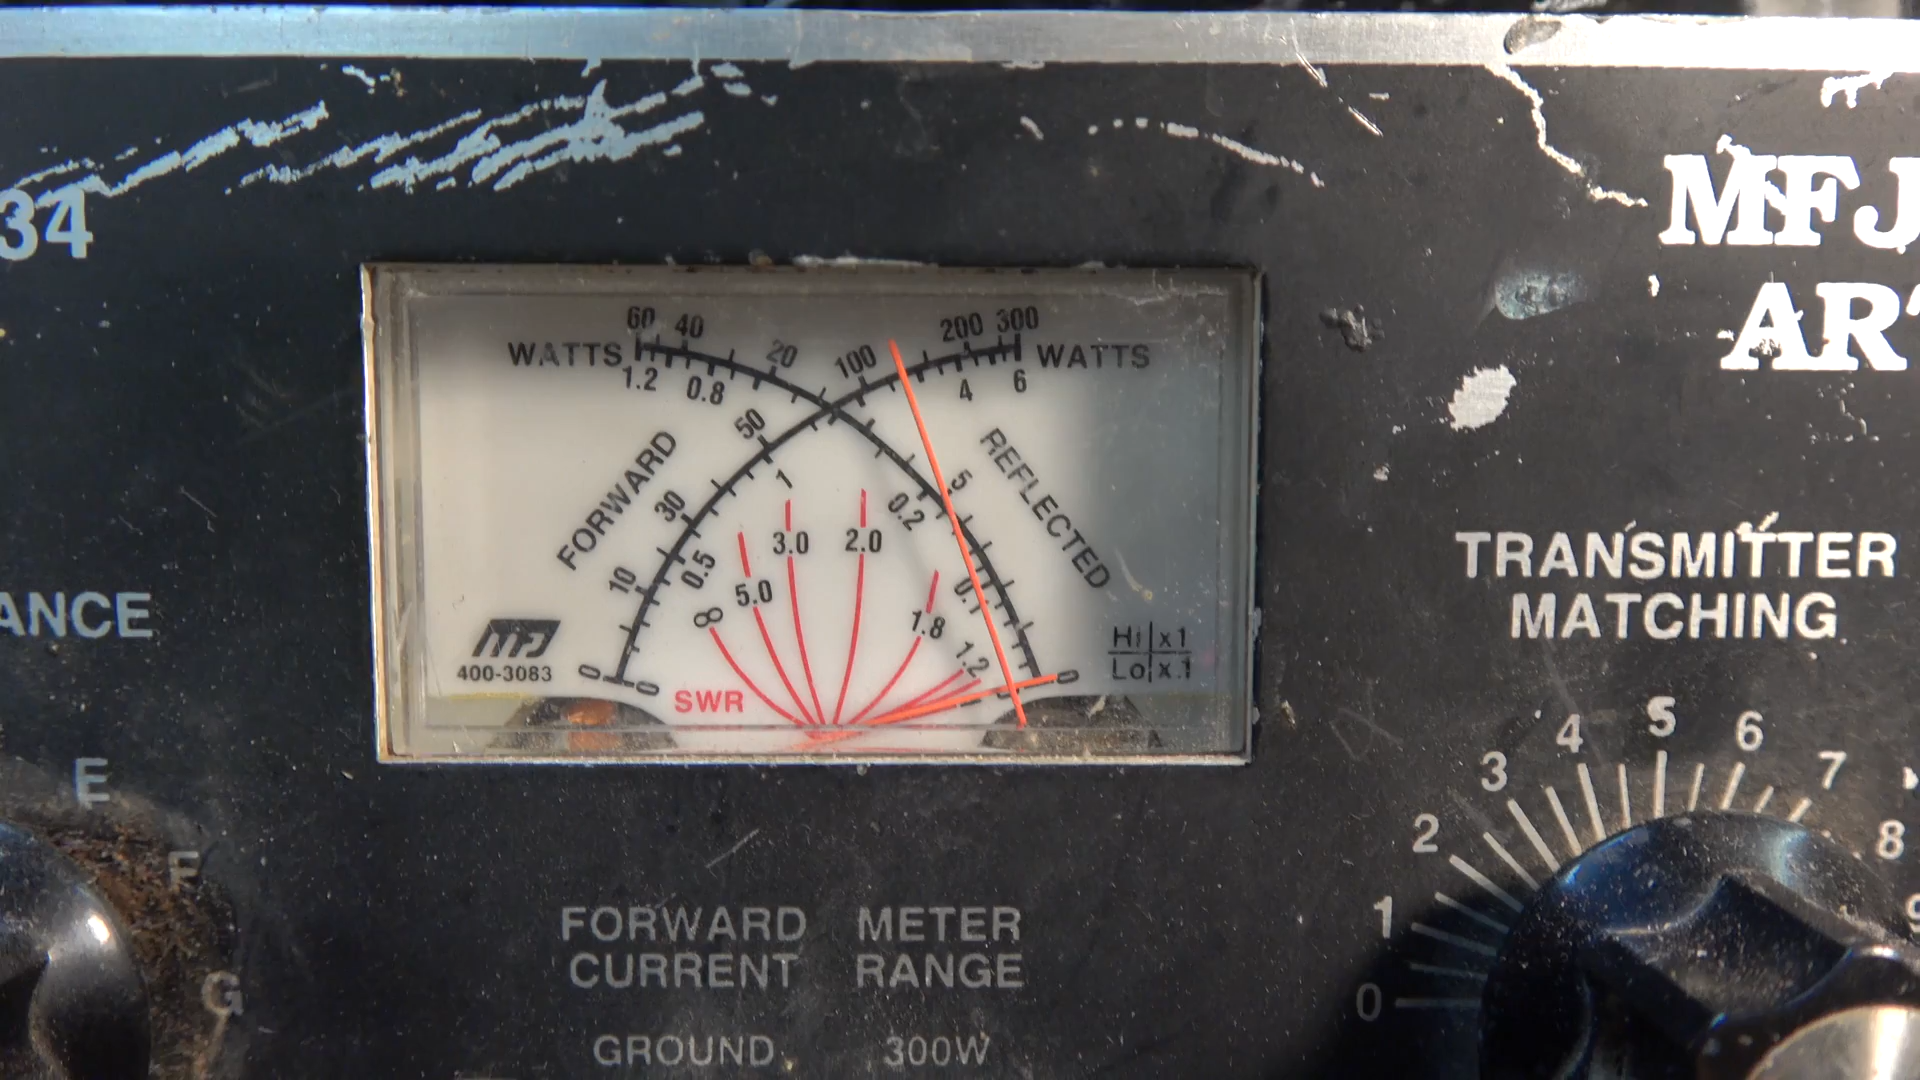 34
MFJ
AR
60 40 20 100 200 300
WATTS
WATTS
1.2 0.8 50 4 6
FORWARD
REFLECTED
30 1 0.2 5
10 0.5 3.0 2.0 0.1
∞ 5.0 1.8 1.2
MFJ
400-3083
0 0 0
SWR
Hi x1
Lo x.1
ANCE
TRANSMITTER
MATCHING
0 1 2 3 4 5 6 7 8 9
E
F
G
FORWARD
CURRENT
METER
RANGE
GROUND
300W